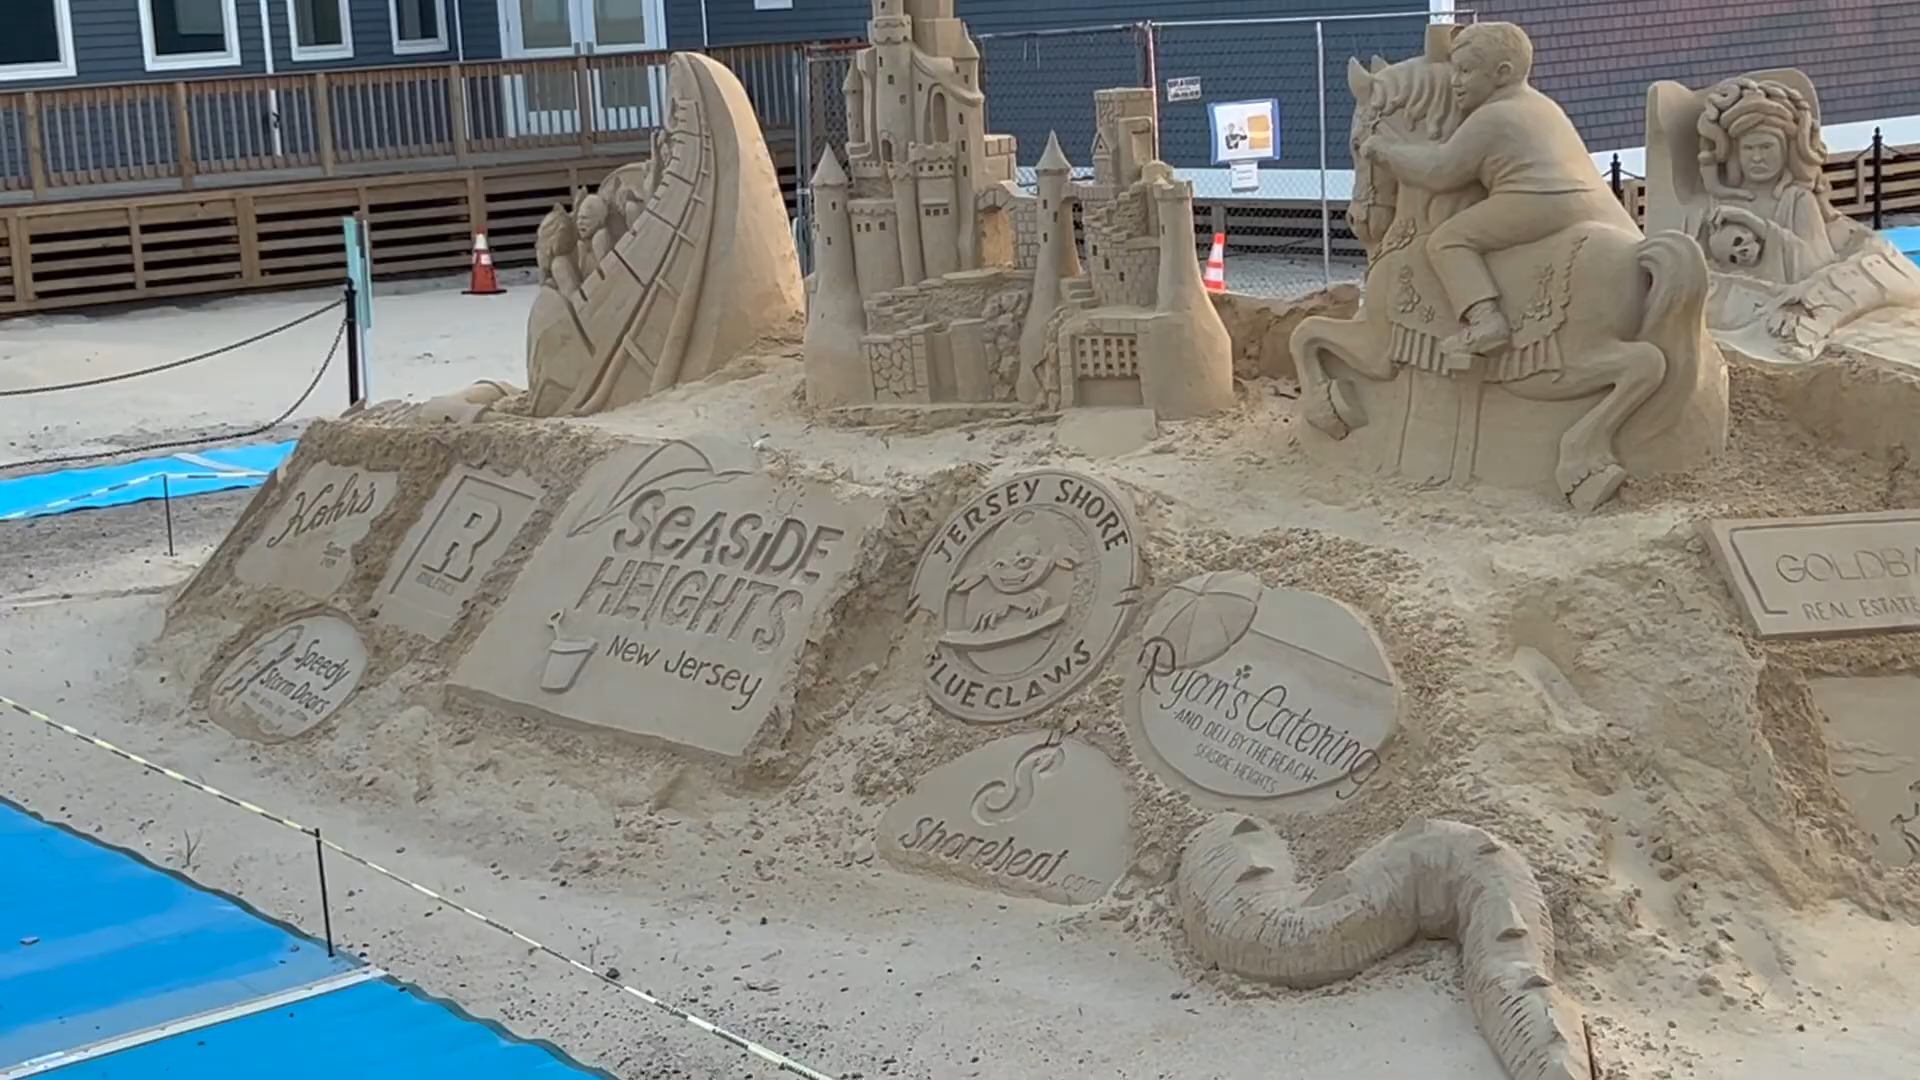 Kohr's
R
Speedy
Storm Doors
SeASiDE
HEiGHTS
New Jersey
JERSEY SHORE
BLUECLAWS
Ryan's Catering
-AND DELI BY THE BEACH-
SEASIDE HEIGHTS
Shorebeat.com
GOLDBA
REAL ESTATE